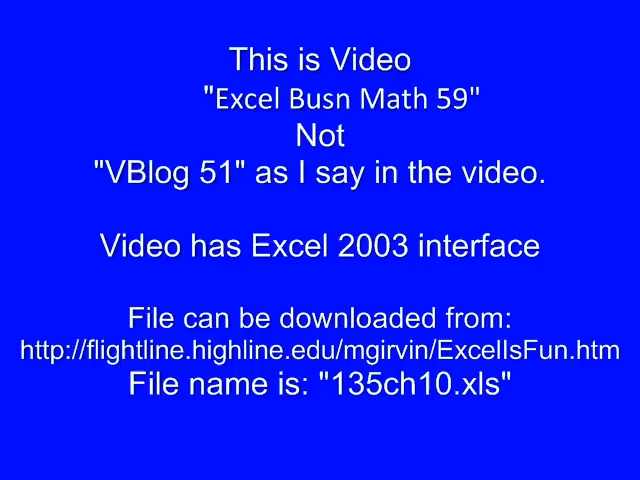 This is Video
"Excel Busn Math 59"
Not
"VBlog 51" as I say in the video.
Video has Excel 2003 interface
File can be downloaded from:
http://flightline.highline.edu/mgirvin/ExcelIsFun.htm
File name is: "135ch10.xls"